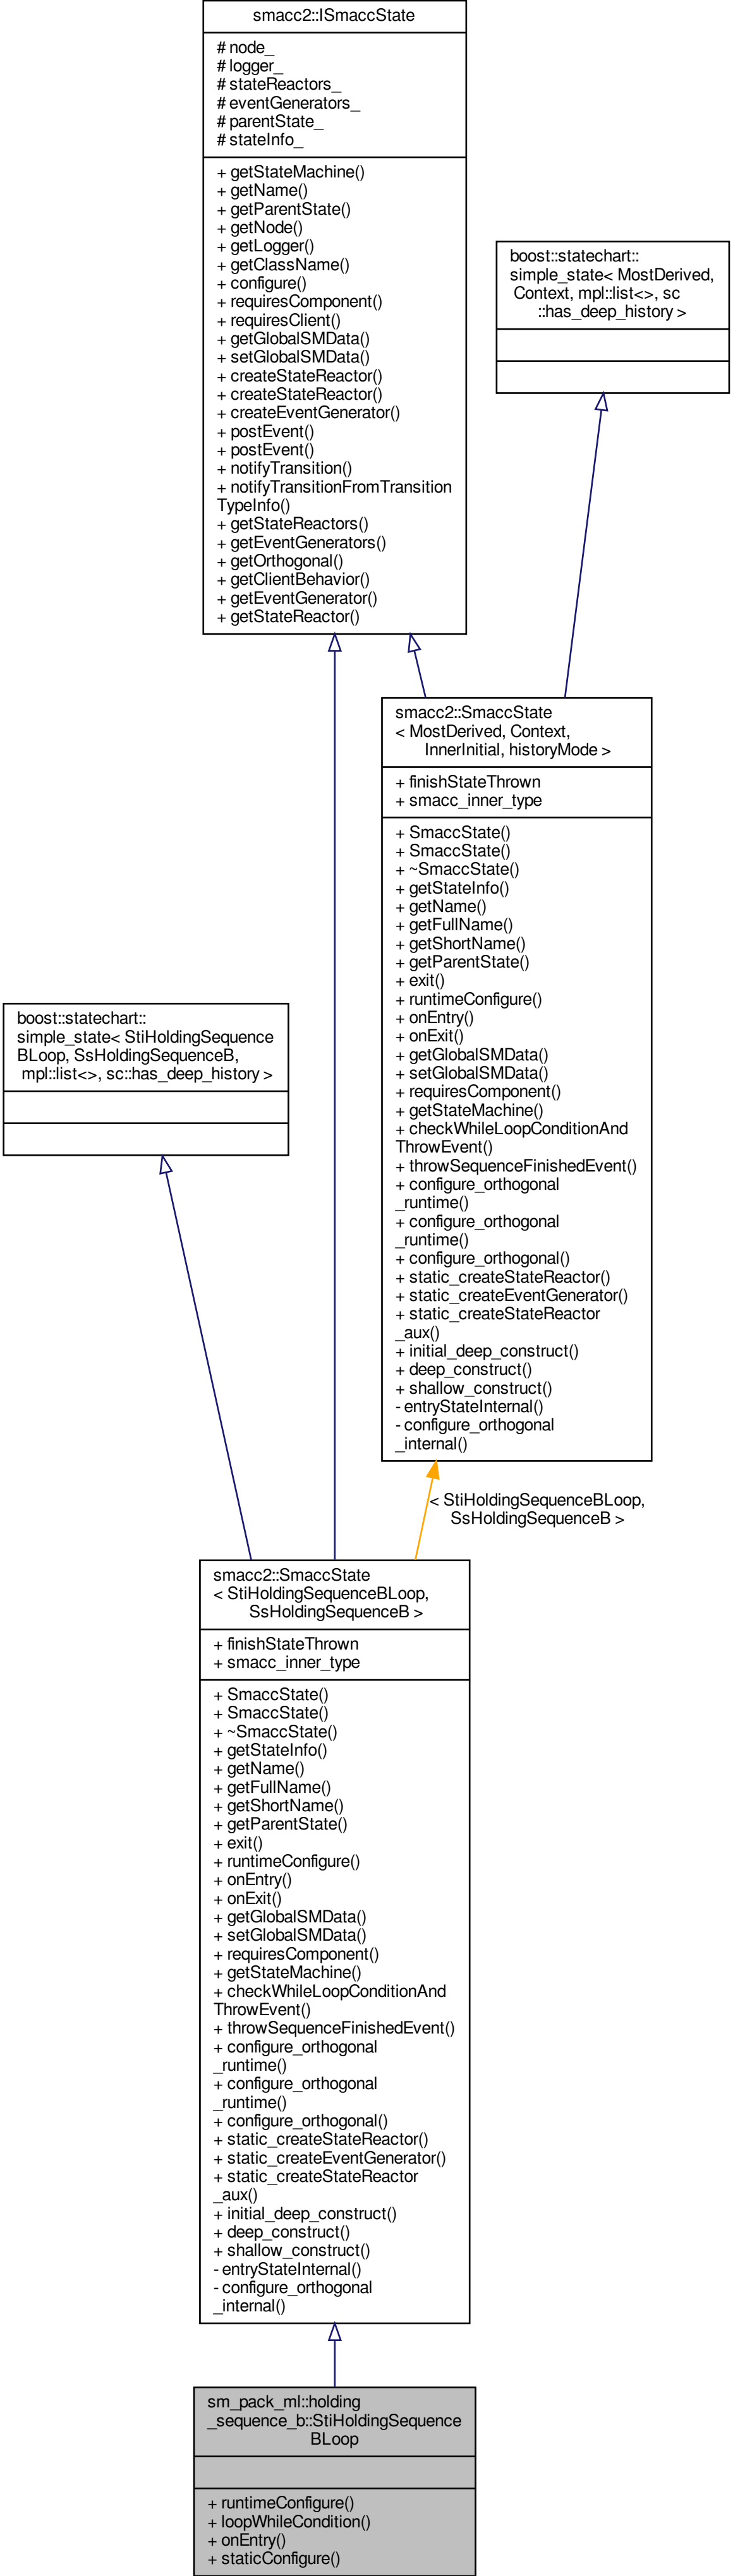 smacc2::ISmaccState
# node_
# logger_
# stateReactors_
# eventGenerators_
# parentState_
# stateInfo_
+ getStateMachine()
+ getName()
+ getParentState()
+ getNode()
+ getLogger()
+ getClassName()
+ configure()
+ requiresComponent()
+ requiresClient()
+ getGlobalSMData()
+ setGlobalSMData()
+ createStateReactor()
+ createStateReactor()
+ createEventGenerator()
+ postEvent()
+ postEvent()
+ notifyTransition()
+ notifyTransitionFromTransition
TypeInfo()
+ getStateReactors()
+ getEventGenerators()
+ getOrthogonal()
+ getClientBehavior()
+ getEventGenerator()
+ getStateReactor()
boost::statechart::
simple_state< MostDerived,
Context, mpl::list<>, sc
::has_deep_history >
smacc2::SmaccState
< MostDerived, Context,
InnerInitial, historyMode >
+ finishStateThrown
+ smacc_inner_type
+ SmaccState()
+ SmaccState()
+ ~SmaccState()
+ getStateInfo()
+ getName()
+ getFullName()
+ getShortName()
+ getParentState()
+ exit()
+ runtimeConfigure()
+ onEntry()
+ onExit()
+ getGlobalSMData()
+ setGlobalSMData()
+ requiresComponent()
+ getStateMachine()
+ checkWhileLoopConditionAnd
ThrowEvent()
+ throwSequenceFinishedEvent()
+ configure_orthogonal
_runtime()
+ configure_orthogonal
_runtime()
+ configure_orthogonal()
+ static_createStateReactor()
+ static_createEventGenerator()
+ static_createStateReactor
_aux()
+ initial_deep_construct()
+ deep_construct()
+ shallow_construct()
- entryStateInternal()
- configure_orthogonal
_internal()
boost::statechart::
simple_state< StiHoldingSequence
BLoop, SsHoldingSequenceB,
mpl::list<>, sc::has_deep_history >
< StiHoldingSequenceBLoop,
SsHoldingSequenceB >
smacc2::SmaccState
< StiHoldingSequenceBLoop,
SsHoldingSequenceB >
+ finishStateThrown
+ smacc_inner_type
+ SmaccState()
+ SmaccState()
+ ~SmaccState()
+ getStateInfo()
+ getName()
+ getFullName()
+ getShortName()
+ getParentState()
+ exit()
+ runtimeConfigure()
+ onEntry()
+ onExit()
+ getGlobalSMData()
+ setGlobalSMData()
+ requiresComponent()
+ getStateMachine()
+ checkWhileLoopConditionAnd
ThrowEvent()
+ throwSequenceFinishedEvent()
+ configure_orthogonal
_runtime()
+ configure_orthogonal
_runtime()
+ configure_orthogonal()
+ static_createStateReactor()
+ static_createEventGenerator()
+ static_createStateReactor
_aux()
+ initial_deep_construct()
+ deep_construct()
+ shallow_construct()
- entryStateInternal()
- configure_orthogonal
_internal()
sm_pack_ml::holding
_sequence_b::StiHoldingSequence
BLoop
+ runtimeConfigure()
+ loopWhileCondition()
+ onEntry()
+ staticConfigure()